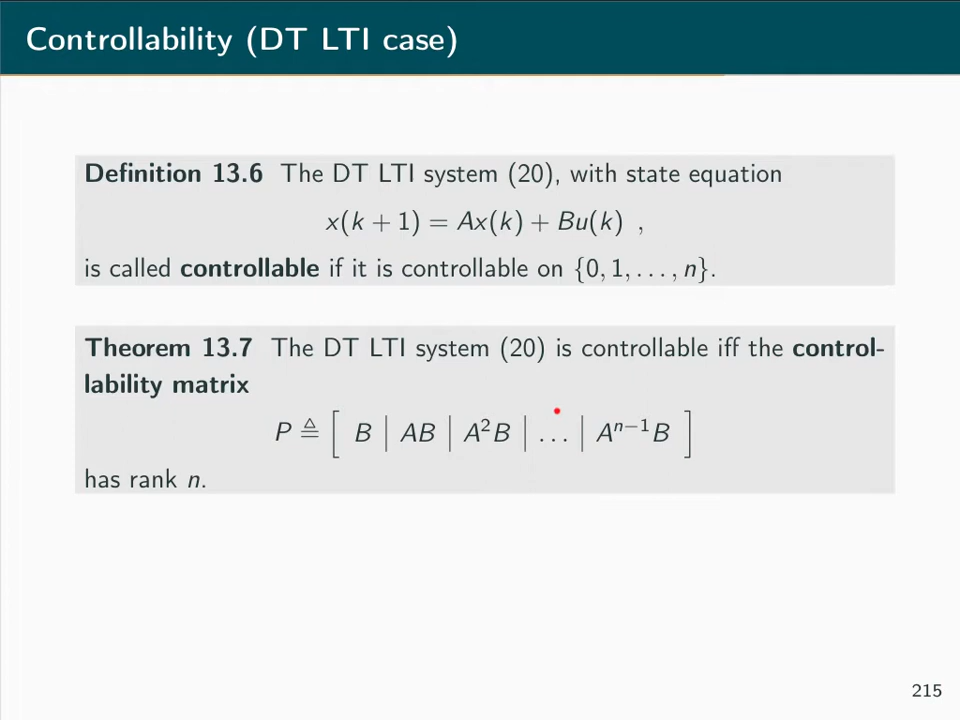 Controllability (DT LTI case)
Definition 13.6 The DT LTI system (20), with state equation
x(k + 1) = Ax(k) + Bu(k) ,
is called controllable if it is controllable on {0, 1, . . . , n}.
Theorem 13.7 The DT LTI system (20) is controllable iff the control-
lability matrix
P ≜ [ B | AB | A²B | . . . | Aⁿ⁻¹B ]
has rank n.
215